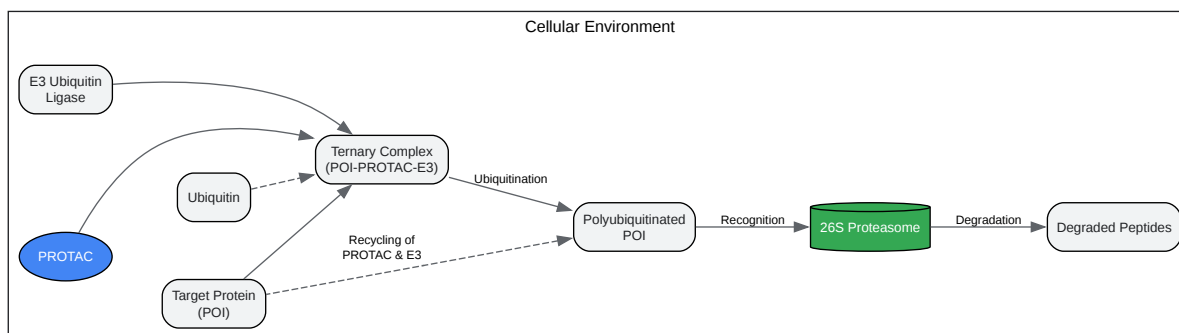 Cellular Environment
E3 Ubiquitin
Ligase
Ternary Complex
(POI-PROTAC-E3)
Ubiquitination
Ubiquitin
Polyubiquitinated
POI
Recognition
26S Proteasome
Degradation
Degraded Peptides
Recycling of
PROTAC & E3
PROTAC
Target Protein
(POI)